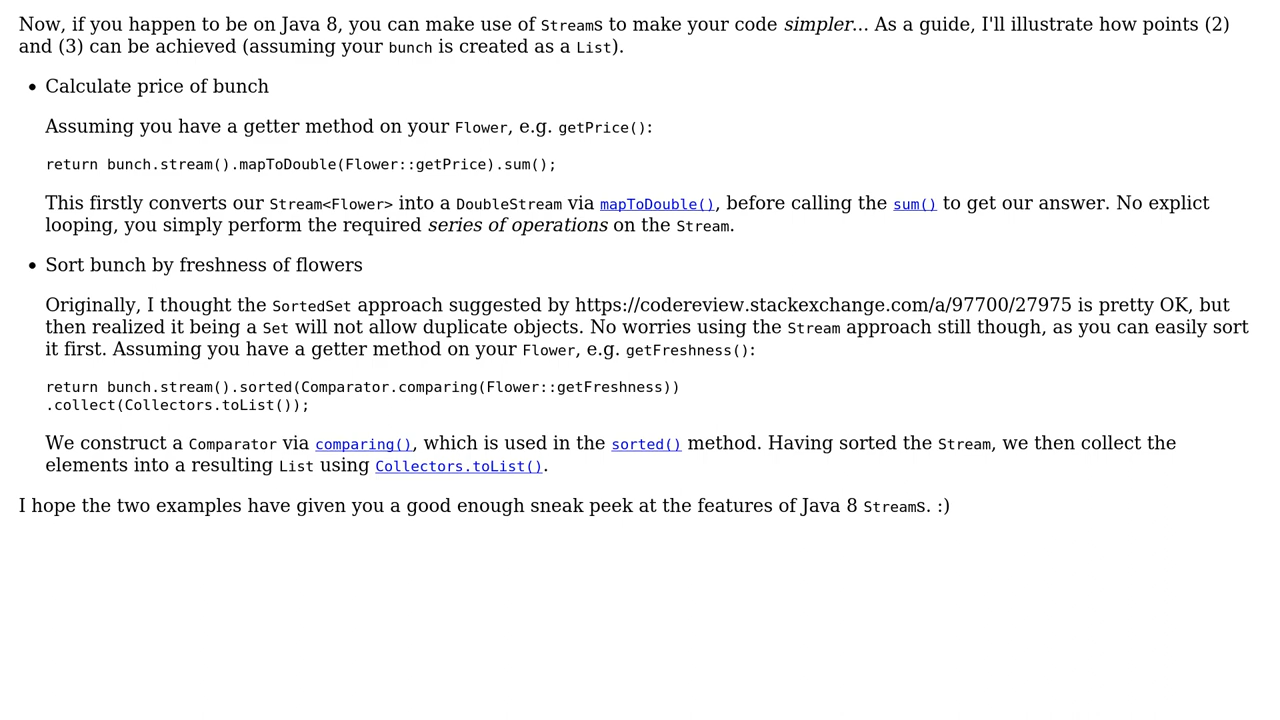 Now, if you happen to be on Java 8, you can make use of Streams to make your code simpler... As a guide, I'll illustrate how points (2)
and (3) can be achieved (assuming your bunch is created as a List).
• Calculate price of bunch
Assuming you have a getter method on your Flower, e.g. getPrice():
return bunch.stream().mapToDouble(Flower::getPrice).sum();
This firstly converts our Stream<Flower> into a DoubleStream via mapToDouble(), before calling the sum() to get our answer. No explict
looping, you simply perform the required series of operations on the Stream.
• Sort bunch by freshness of flowers
Originally, I thought the SortedSet approach suggested by https://codereview.stackexchange.com/a/97700/27975 is pretty OK, but
then realized it being a Set will not allow duplicate objects. No worries using the Stream approach still though, as you can easily sort
it first. Assuming you have a getter method on your Flower, e.g. getFreshness():
return bunch.stream().sorted(Comparator.comparing(Flower::getFreshness))
.collect(Collectors.toList());
We construct a Comparator via comparing(), which is used in the sorted() method. Having sorted the Stream, we then collect the
elements into a resulting List using Collectors.toList().
I hope the two examples have given you a good enough sneak peek at the features of Java 8 Streams. :)